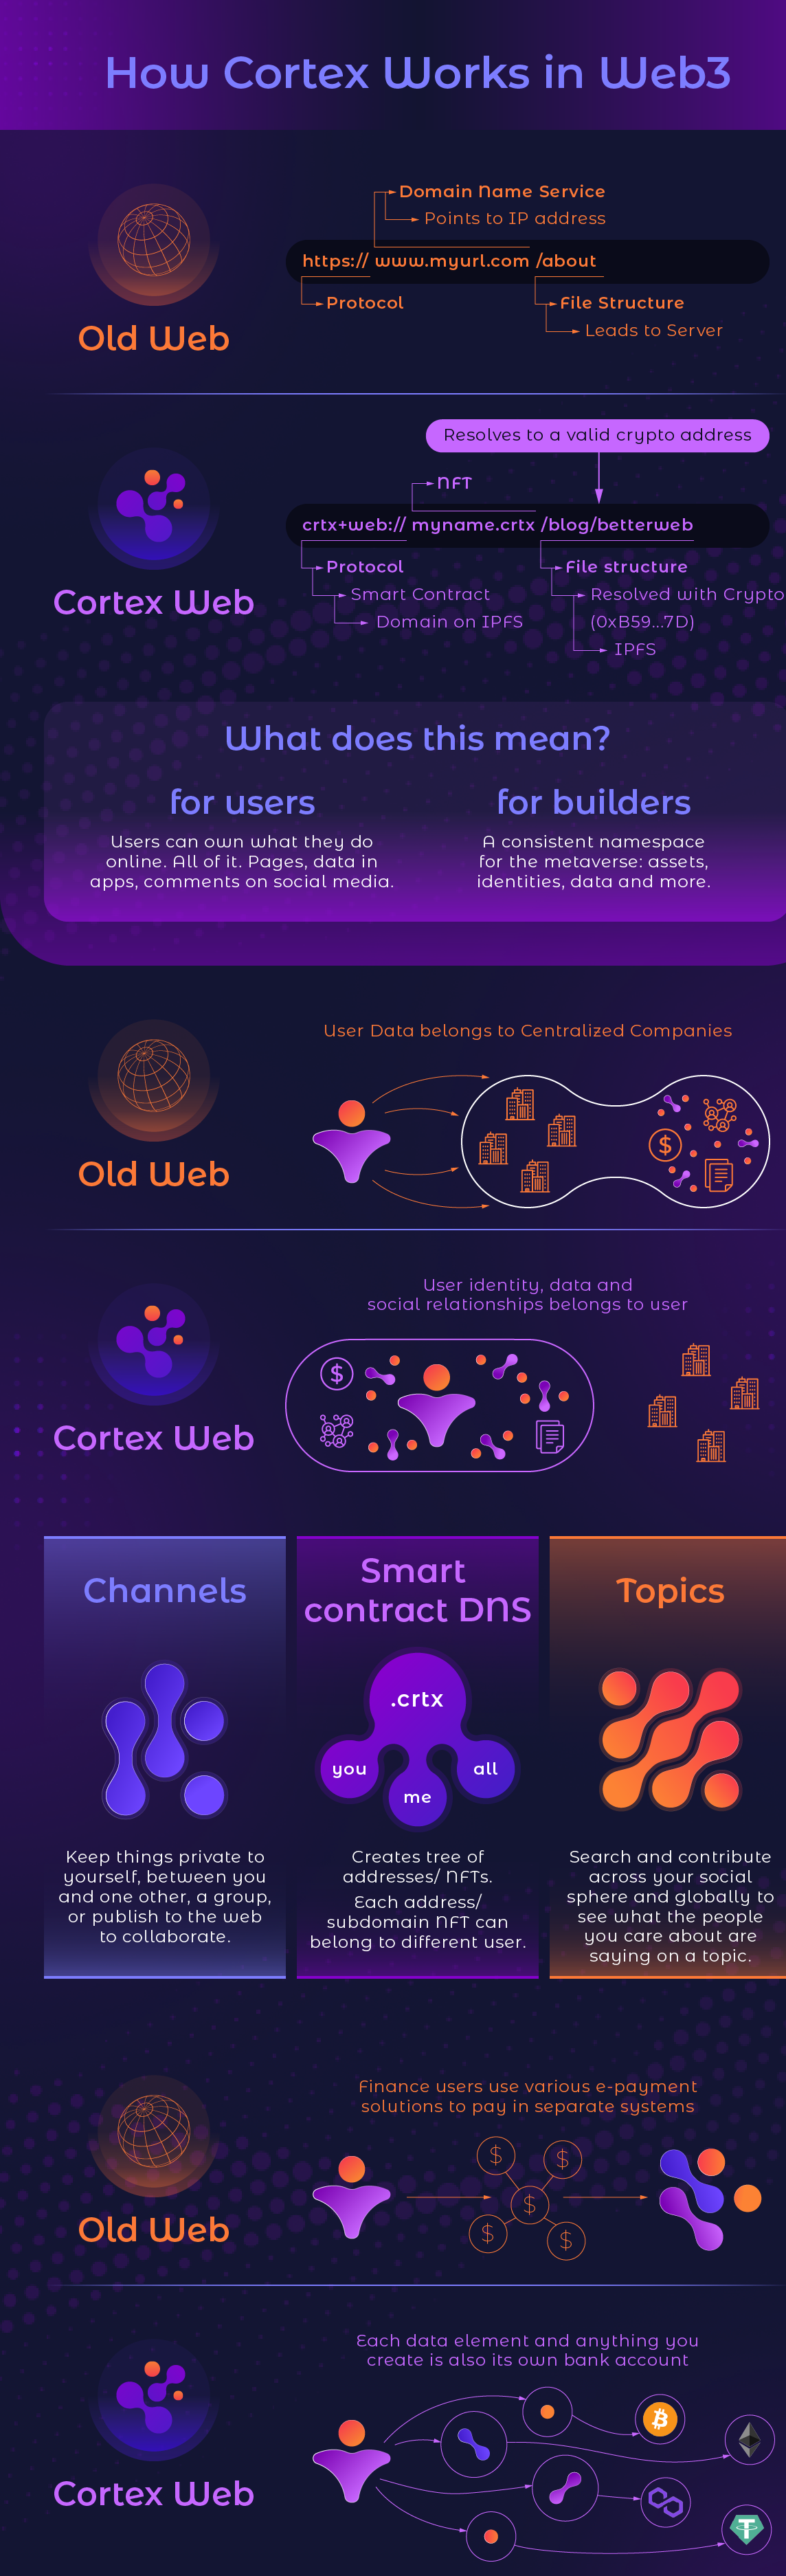 How Cortex Works in Web3
Domain Name Service
Points to IP address
https:// www.myurl.com /about
Protocol
File Structure
Leads to Server
Old Web
Resolves to a valid crypto address
NFT
crtx+web:// myname.crtx /blog/betterweb
Protocol
File structure
Smart Contract
Resolved with Crypto
Domain on IPFS
(0xB59...7D)
IPFS
Cortex Web
What does this mean?
for users
Users can own what they do
online. All of it. Pages, data in
apps, comments on social media.
for builders
A consistent namespace
for the metaverse: assets,
identities, data and more.
User Data belongs to Centralized Companies
$
Old Web
User identity, data and
social relationships belongs to user
$
Cortex Web
Channels
Keep things private to
yourself, between you
and one other, a group,
or publish to the web
to collaborate.
Smart
contract DNS
.crtx
you
me
all
Creates tree of
addresses/ NFTs.
Each address/
subdomain NFT can
belong to different user.
Topics
Search and contribute
across your social
sphere and globally to
see what the people
you care about are
saying on a topic.
Finance users use various e-payment
solutions to pay in separate systems
$ $
$
$ $
Old Web
Each data element and anything you
create is also its own bank account
Cortex Web